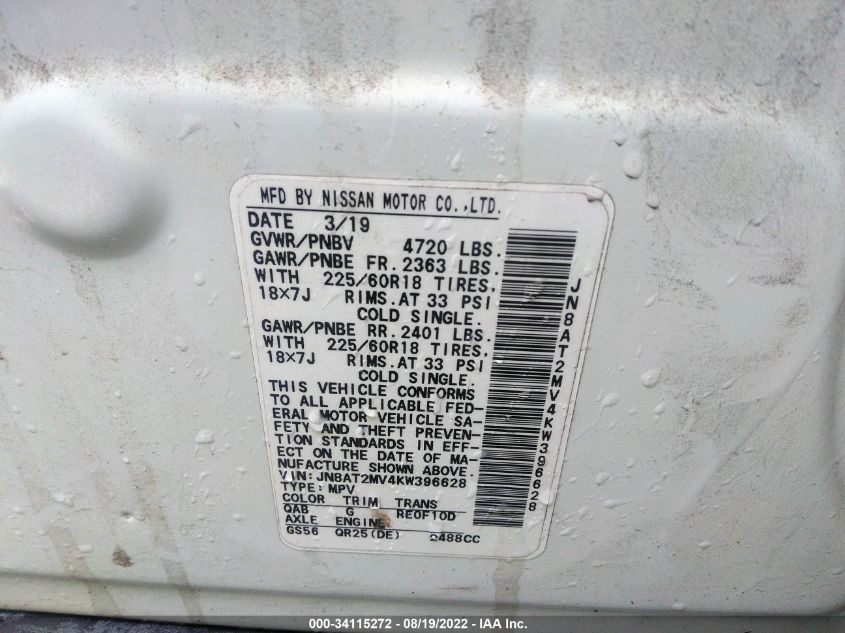 MFD BY NISSAN MOTOR CO.,LTD.
DATE 3/19
GVWR/PNBV 4720 LBS.
GAWR/PNBE FR. 2363 LBS.
WITH 225/60R18 TIRES,
18×7J RIMS.AT 33 PSI
COLD SINGLE.
GAWR/PNBE RR. 2401 LBS.
WITH 225/60R18 TIRES,
18×7J RIMS.AT 33 PSI
COLD SINGLE.
THIS VEHICLE CONFORMS
TO ALL APPLICABLE FED-
ERAL MOTOR VEHICLE SA-
FETY AND THEFT PREVEN-
TION STANDARDS IN EFF-
ECT ON THE DATE OF MA-
NUFACTURE SHOWN ABOVE.
VIN: JN8AT2MV4KW396628
TYPE: MPV
COLOR TRIM TRANS
QAB G RE0F10D
AXLE ENGINE
GS56 QR25(DE) 2488CC
JN8AT2MV4KW396628
000-34115272 - 08/19/2022 - IAA Inc.